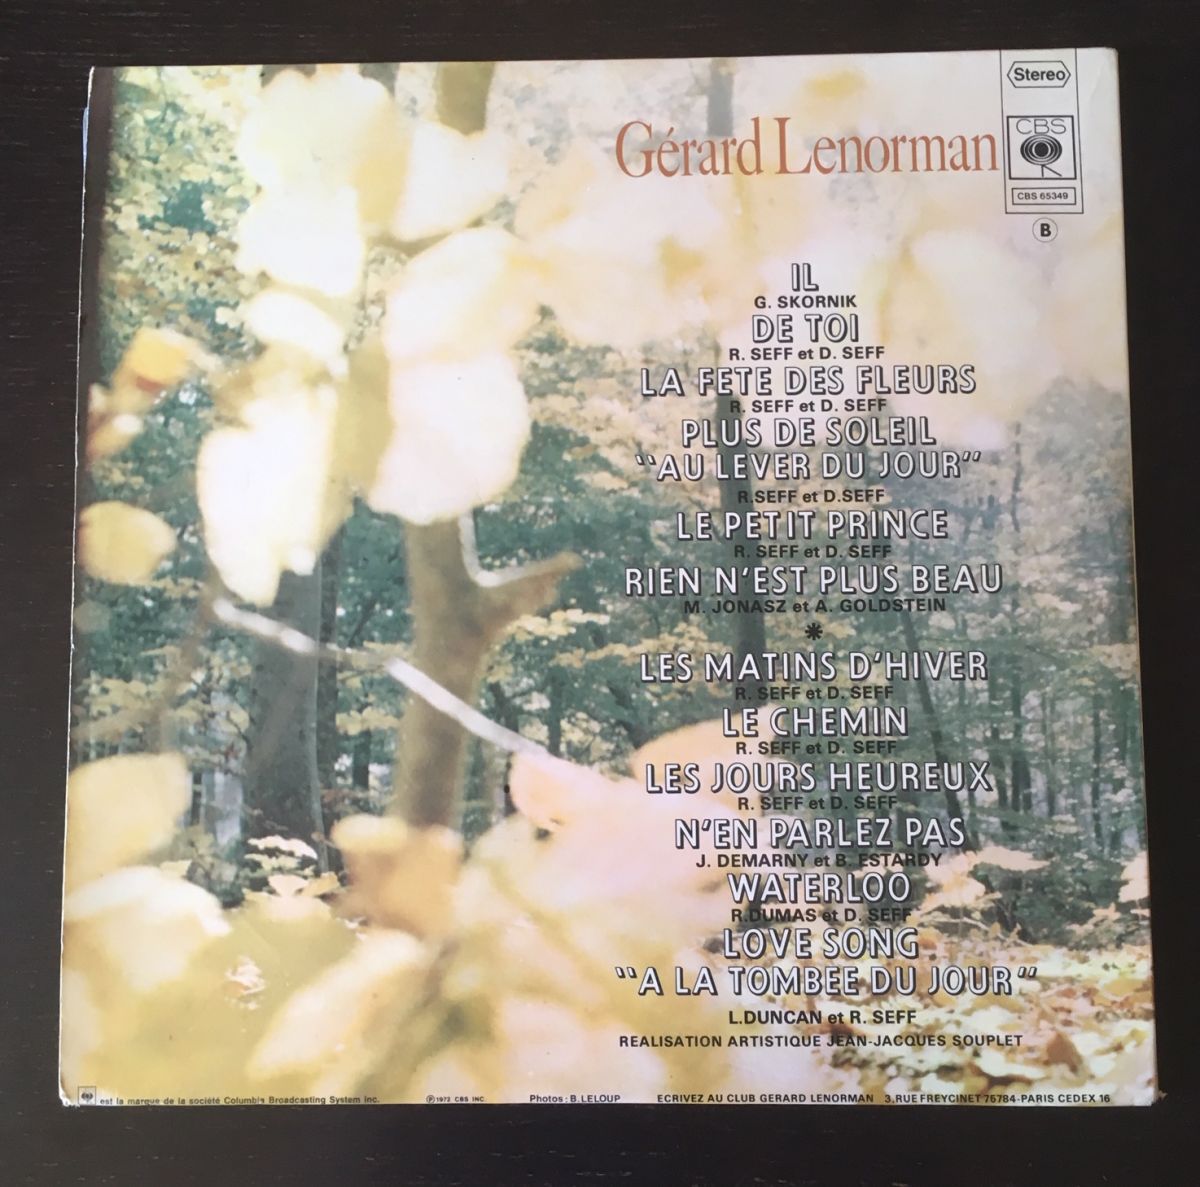 Stereo
Gérard Lenorman
CBS
CBS 65349
B
IL
G. SKORNIK
DE TOI
R. SEFF et D. SEFF
LA FETE DES FLEURS
R. SEFF et D. SEFF
PLUS DE SOLEIL
"AU LEVER DU JOUR"
R.SEFF et D.SEFF
LE PETIT PRINCE
R. SEFF et D. SEFF
RIEN N'EST PLUS BEAU
M. JONASZ et A. GOLDSTEIN
*
LES MATINS D'HIVER
R. SEFF et D. SEFF
LE CHEMIN
R. SEFF et D. SEFF
LES JOURS HEUREUX
R. SEFF et D. SEFF
N'EN PARLEZ PAS
J. DEMARNY et B. ESTARDY
WATERLOO
R.DUMAS et D. SEFF
LOVE SONG
"A LA TOMBEE DU JOUR"
L.DUNCAN et R. SEFF
REALISATION ARTISTIQUE JEAN-JACQUES SOUPLET
est la marque de la société Columbia Broadcasting System Inc. ℗1972 CBS INC. Photos : B.LELOUP ECRIVEZ AU CLUB GERARD LENORMAN 3,RUE FREYCINET 75784-PARIS CEDEX 16